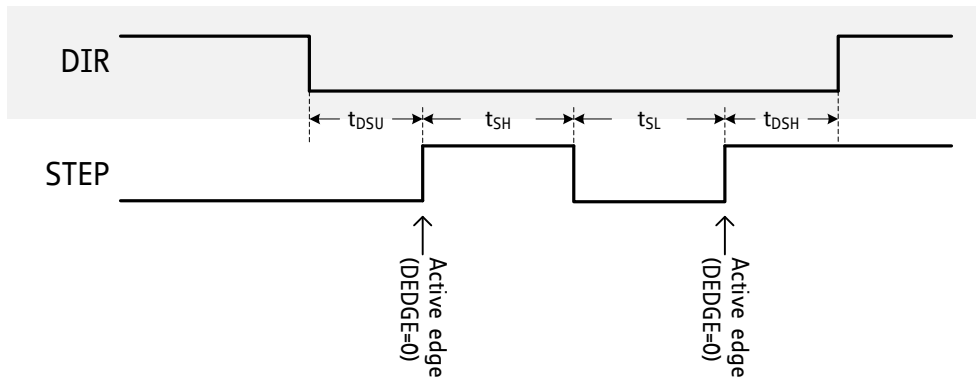 DIR
tDSU tSH tSL tDSH
STEP
Active edge
(DEDGE=0)
Active edge
(DEDGE=0)